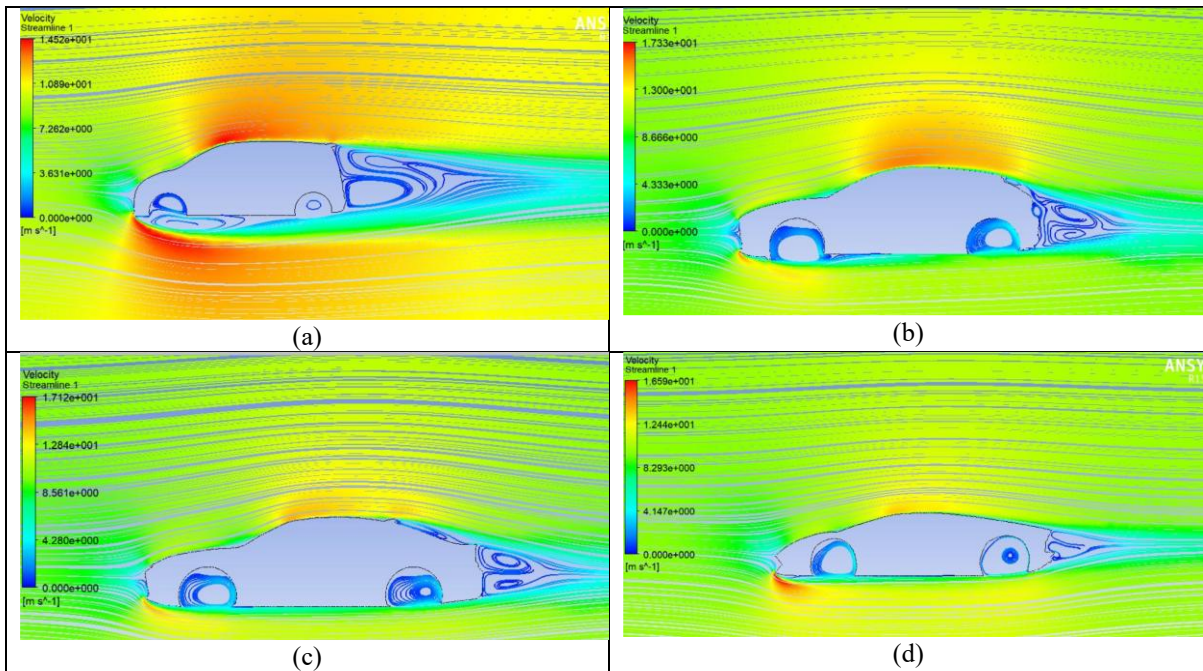 Velocity
Streamline 1
1.452e+001
1.089e+001
7.262e+000
3.631e+000
0.000e+000
[m s^-1]
ANS
(a)
Velocity
Streamline 1
1.733e+001
1.300e+001
8.666e+000
4.333e+000
0.000e+000
[m s^-1]
(b)
Velocity
Streamline 1
1.712e+001
1.284e+001
8.561e+000
4.280e+000
0.000e+000
[m s^-1]
(c)
Velocity
Streamline 1
1.659e+001
1.244e+001
8.293e+000
4.147e+000
0.000e+000
[m s^-1]
ANSY
(d)